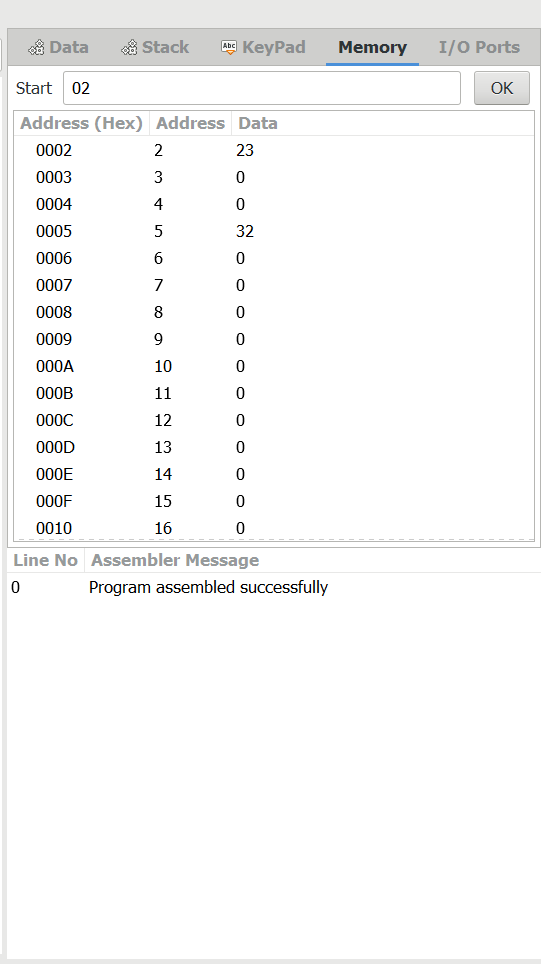 Data Stack Abc KeyPad Memory I/O Ports
Start 02 OK
Address (Hex) Address Data
0002 2 23
0003 3 0
0004 4 0
0005 5 32
0006 6 0
0007 7 0
0008 8 0
0009 9 0
000A 10 0
000B 11 0
000C 12 0
000D 13 0
000E 14 0
000F 15 0
0010 16 0
Line No Assembler Message
0 Program assembled successfully